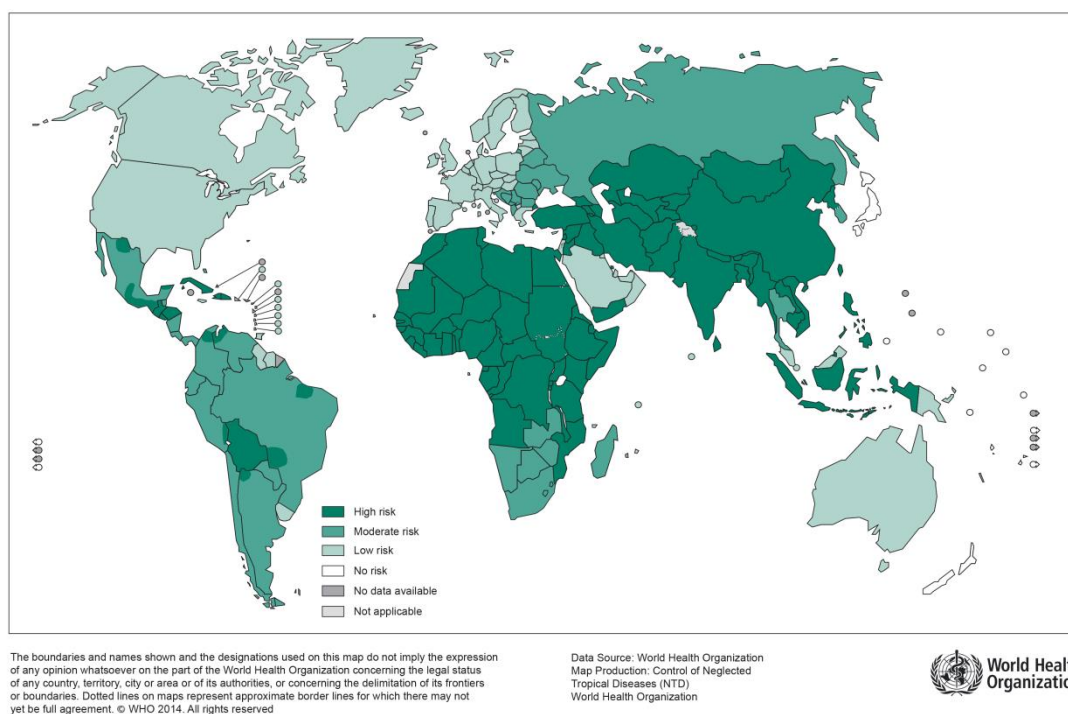 High risk
Moderate risk
Low risk
No risk
No data available
Not applicable
The boundaries and names shown and the designations used on this map do not imply the expression
of any opinion whatsoever on the part of the World Health Organization concerning the legal status
of any country, territory, city or area or of its authorities, or concerning the delimitation of its frontiers
or boundaries. Dotted lines on maps represent approximate border lines for which there may not
yet be full agreement. © WHO 2014. All rights reserved
Data Source: World Health Organization
Map Production: Control of Neglected
Tropical Diseases (NTD)
World Health Organization
World Heal
Organizatio